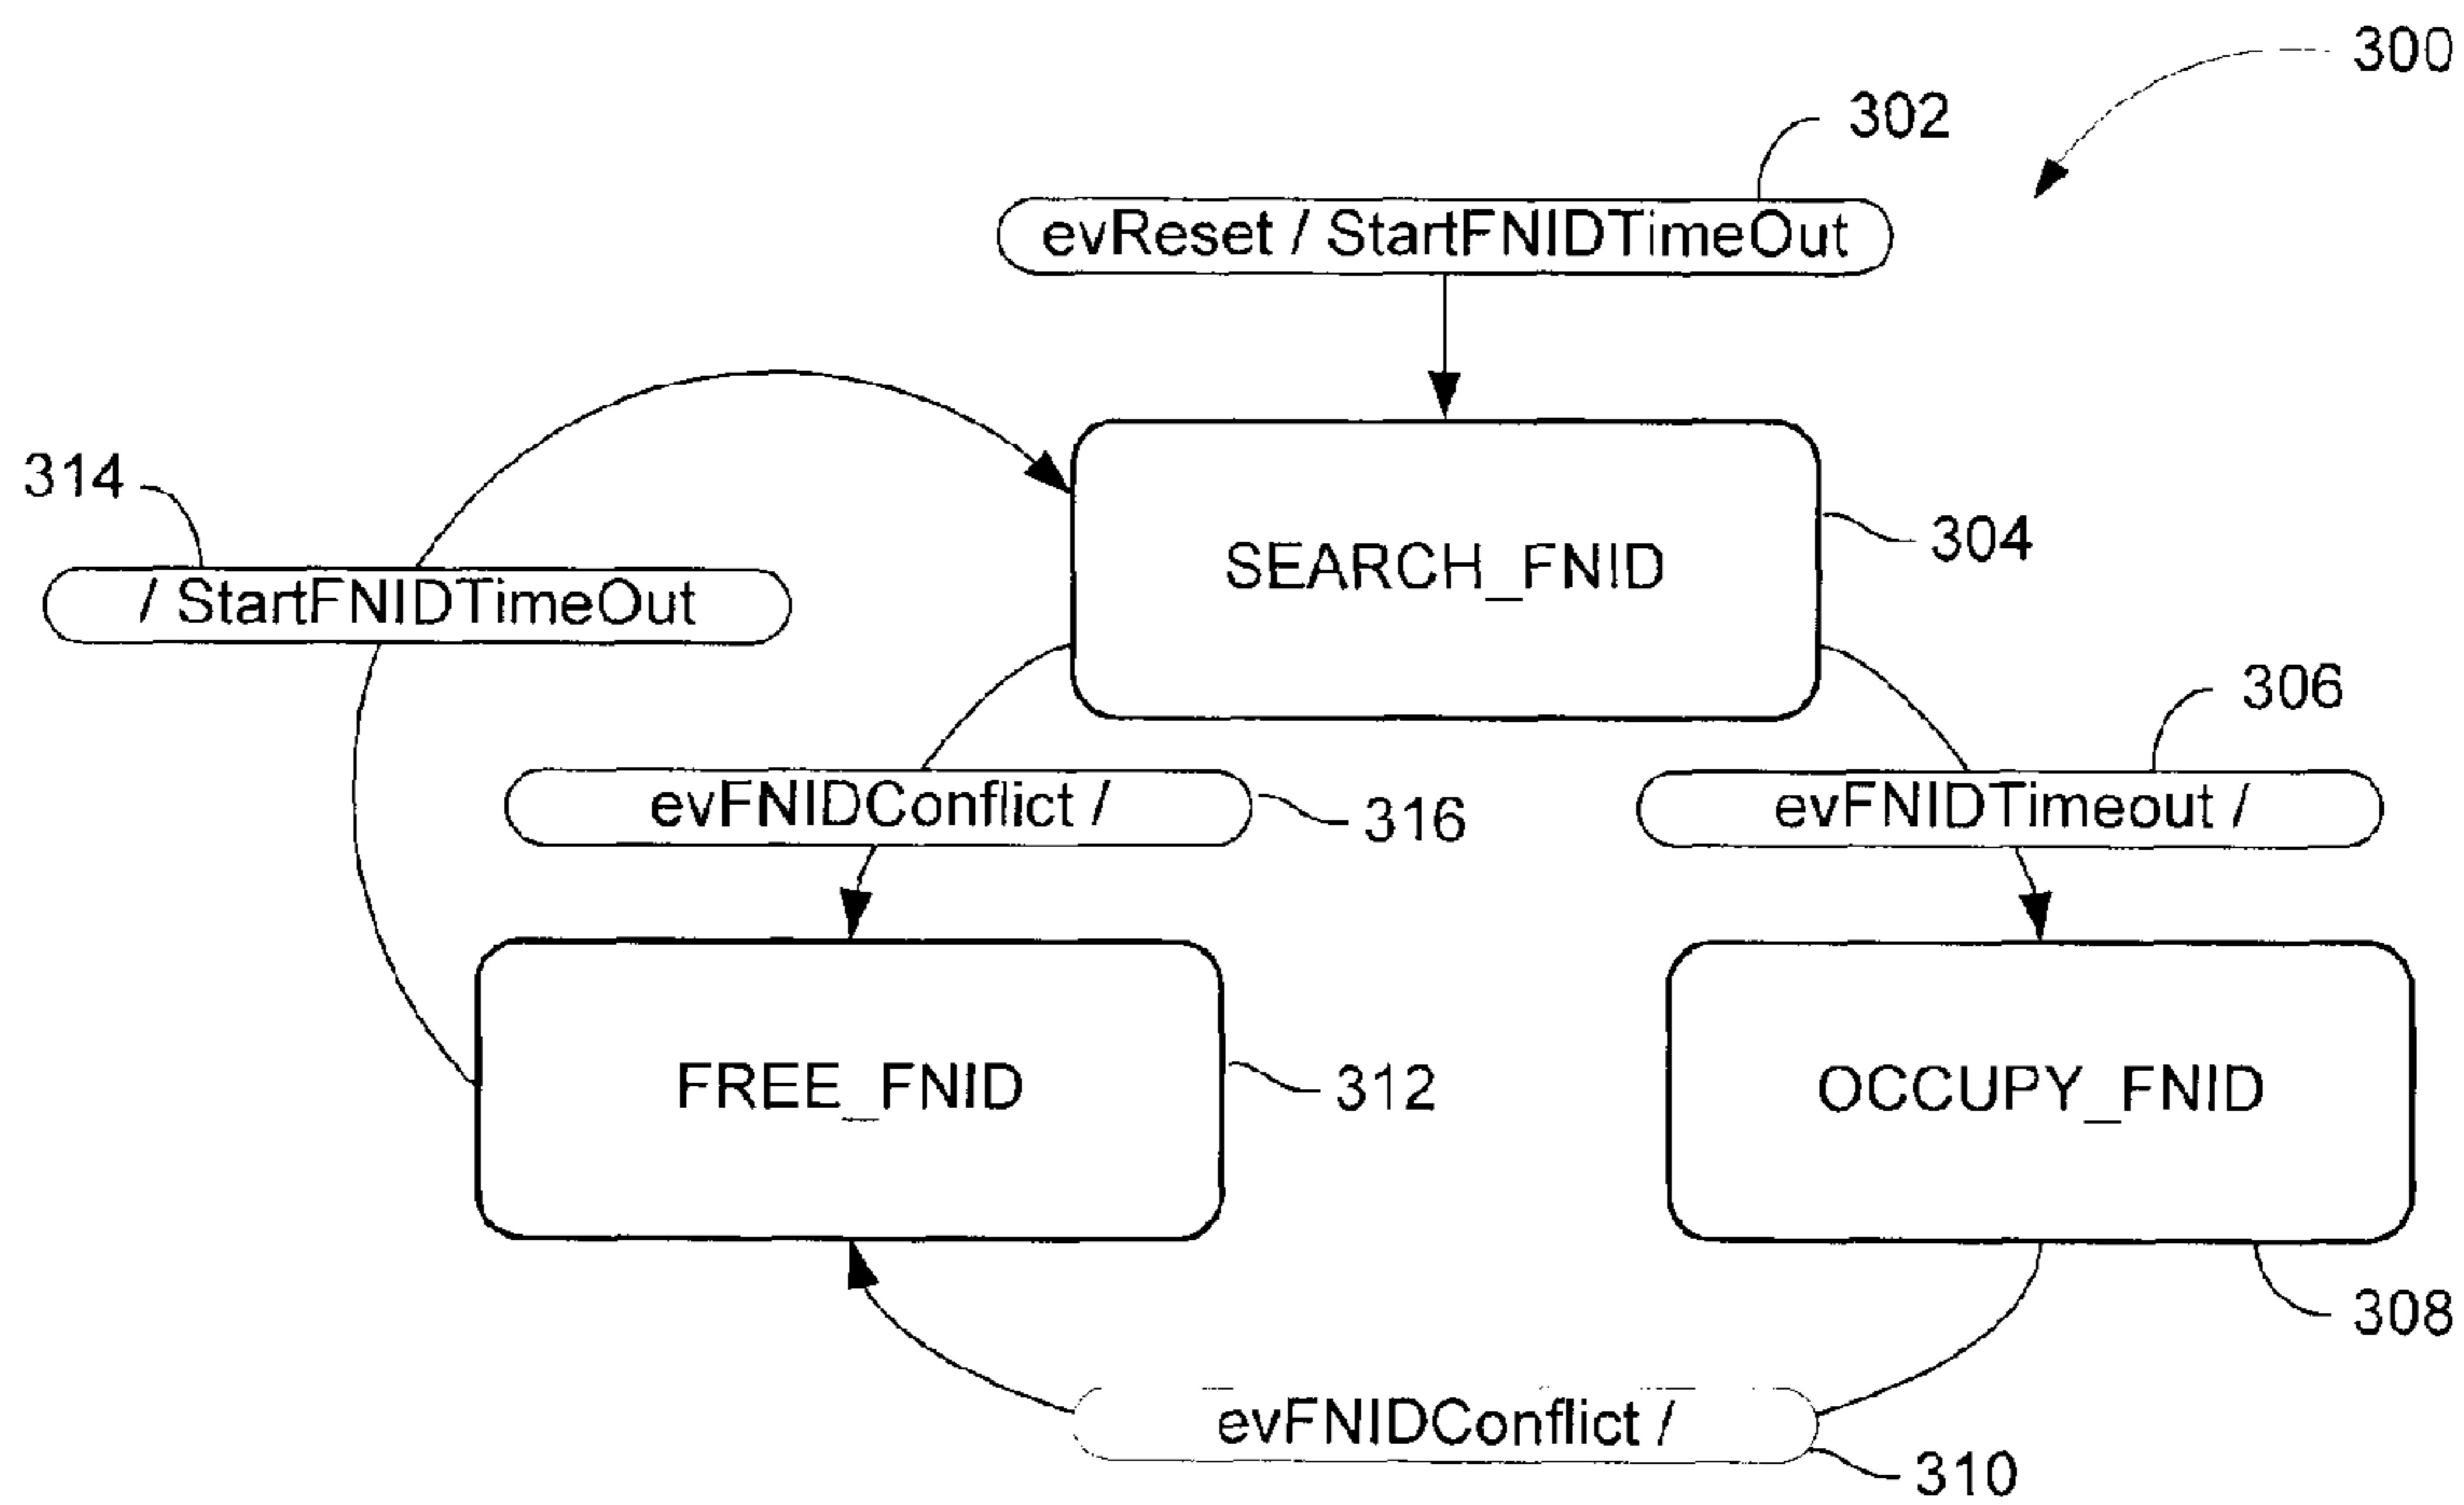 300
302
evReset / StartFNIDTimeOut
314
SEARCH_FNID
304
/ StartFNIDTimeOut
306
evFNIDConflict /
316
evFNIDTimeout /
FREE_FNID
312
OCCUPY_FNID
308
evFNIDConflict /
310